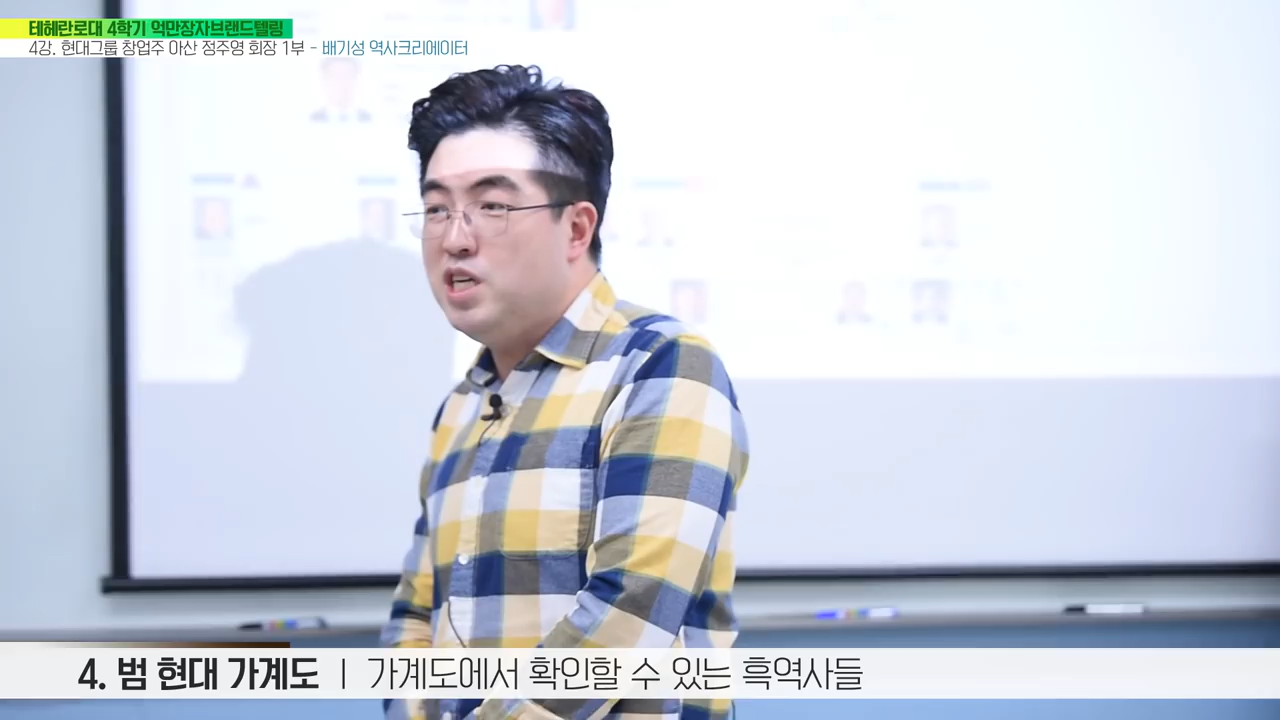 테헤란로대 4학기 억만장자브랜드텔링
4강. 현대그룹 창업주 아산 정주영 회장 1부 - 배기성 역사크리에이터
4. 범 현대 가계도 ㅣ 가계도에서 확인할 수 있는 흑역사들